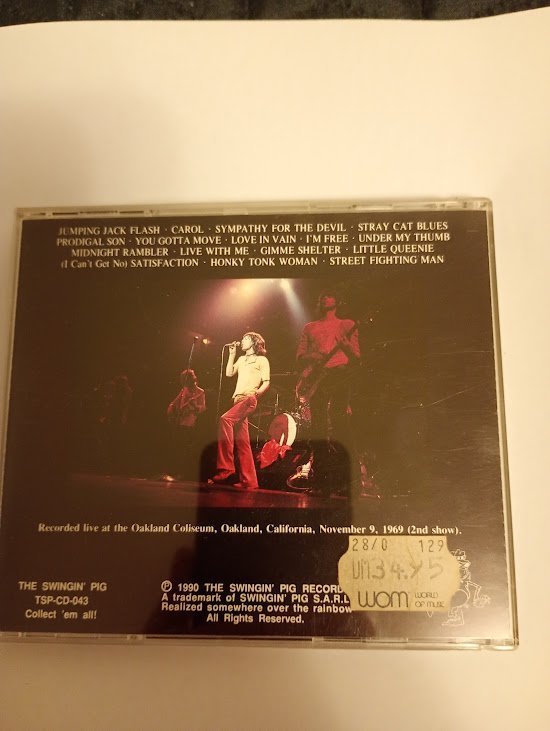 JUMPING JACK FLASH · CAROL · SYMPATHY FOR THE DEVIL · STRAY CAT BLUES
PRODIGAL SON · YOU GOTTA MOVE · LOVE IN VAIN · I'M FREE · UNDER MY THUMB
MIDNIGHT RAMBLER · LIVE WITH ME · GIMME SHELTER · LITTLE QUEENIE
(I Can't Get No) SATISFACTION · HONKY TONK WOMAN · STREET FIGHTING MAN
Recorded live at the Oakland Coliseum, Oakland, California, November 9, 1969 (2nd show).
THE SWINGIN' PIG
TSP-CD-043
Collect 'em all!
℗ 1990 THE SWINGIN' PIG RECOR
A trademark of SWINGIN' PIG S.A.R.L
Realized somewhere over the rainbow
All Rights Reserved.
28/0 129
34.95
WOM WORLD
OF MUSIC